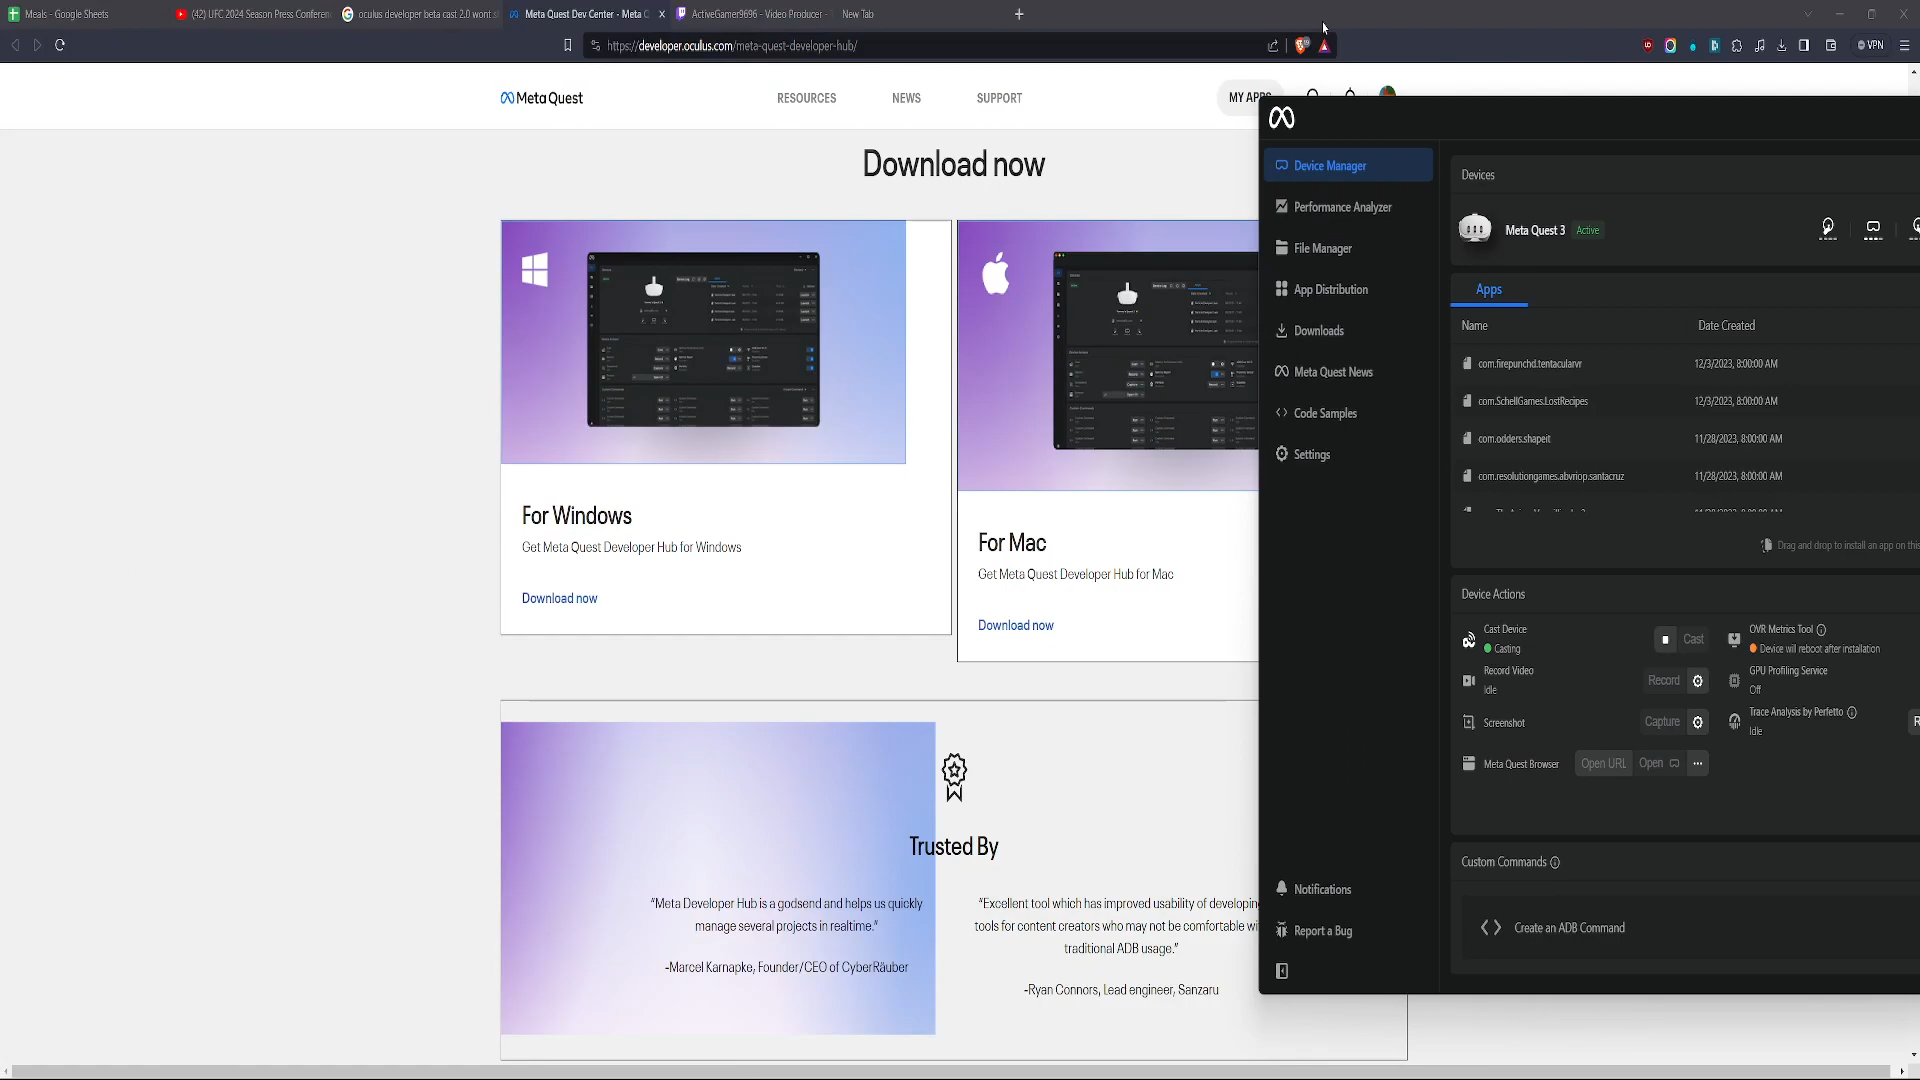 Meals - Google Sheets
(42) UFC 2024 Season Press Conferen
oculus developer beta cast 2.0 wont s
Meta Quest Dev Center - Meta C
ActiveGamer9696 - Video Producer -
New Tab
https://developer.oculus.com/meta-quest-developer-hub/
VPN
Meta Quest
RESOURCES
NEWS
SUPPORT
MY APPS
Download now
For Windows
Get Meta Quest Developer Hub for Windows
Download now
For Mac
Get Meta Quest Developer Hub for Mac
Download now
Trusted By
“Meta Developer Hub is a godsend and helps us quickly
manage several projects in realtime.”
-Marcel Karnapke, Founder/CEO of CyberRäuber
“Excellent tool which has improved usability of developing
tools for content creators who may not be comfortable wi
traditional ADB usage.”
-Ryan Connors, Lead engineer, Sanzaru
Device Manager
Performance Analyzer
File Manager
App Distribution
Downloads
Meta Quest News
Code Samples
Settings
Notifications
Report a Bug
Devices
Meta Quest 3 Active
Apps
Name Date Created
com.firepunchd.tentacularvr 12/3/2023, 8:00:00 AM
com.SchellGames.LostRecipes 12/3/2023, 8:00:00 AM
com.odders.shapeit 11/28/2023, 8:00:00 AM
com.resolutiongames.abvriop.santacruz 11/28/2023, 8:00:00 AM
Drag and drop to install an app on this
Device Actions
Cast Device
Casting
Cast
Record Video
Idle
Record
Screenshot
Capture
Meta Quest Browser
Open URL
Open
OVR Metrics Tool
Device will reboot after installation
GPU Profiling Service
Off
Trace Analysis by Perfetto
Idle
R
Custom Commands
Create an ADB Command